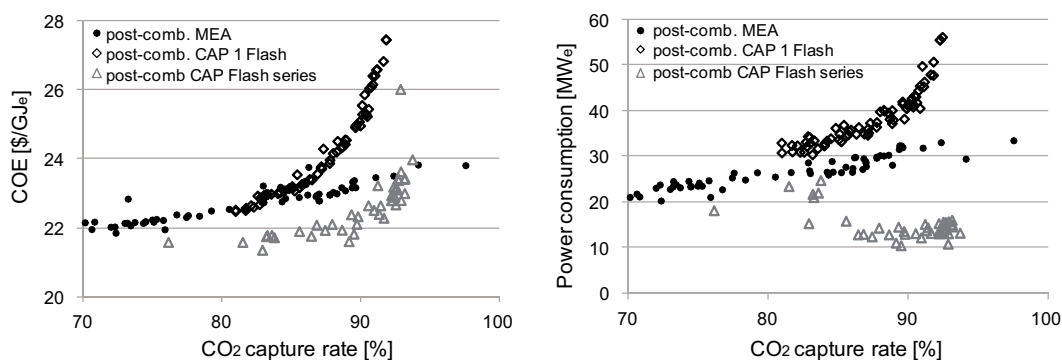 COE [$/GJe]
28
26
24
22
20
post-comb. MEA
post-comb. CAP 1 Flash
post-comb CAP Flash series
70 80 90 100
CO2 capture rate [%]
Power consumption [MWe]
60
50
40
30
20
10
0
post-comb. MEA
post-comb. CAP 1 Flash
post-comb CAP Flash series
70 80 90 100
CO2 capture rate [%]